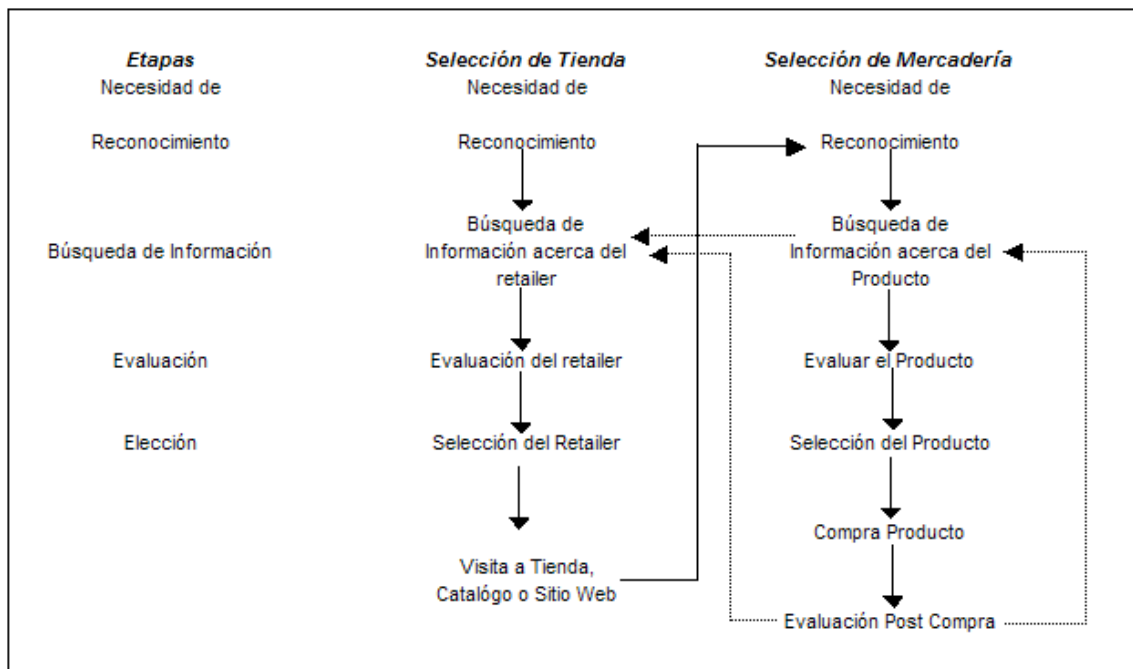 Etapas Selección de Tienda Selección de Mercadería
Necesidad de Necesidad de Necesidad de
Reconocimiento Reconocimiento Reconocimiento
Búsqueda de Búsqueda de
Búsqueda de Información Información acerca del Información acerca del
retailer Producto
Evaluación Evaluación del retailer Evaluar el Producto
Elección Selección del Retailer Selección del Producto
Compra Producto
Visita a Tienda,
Catalógo o Sitio Web
Evaluación Post Compra